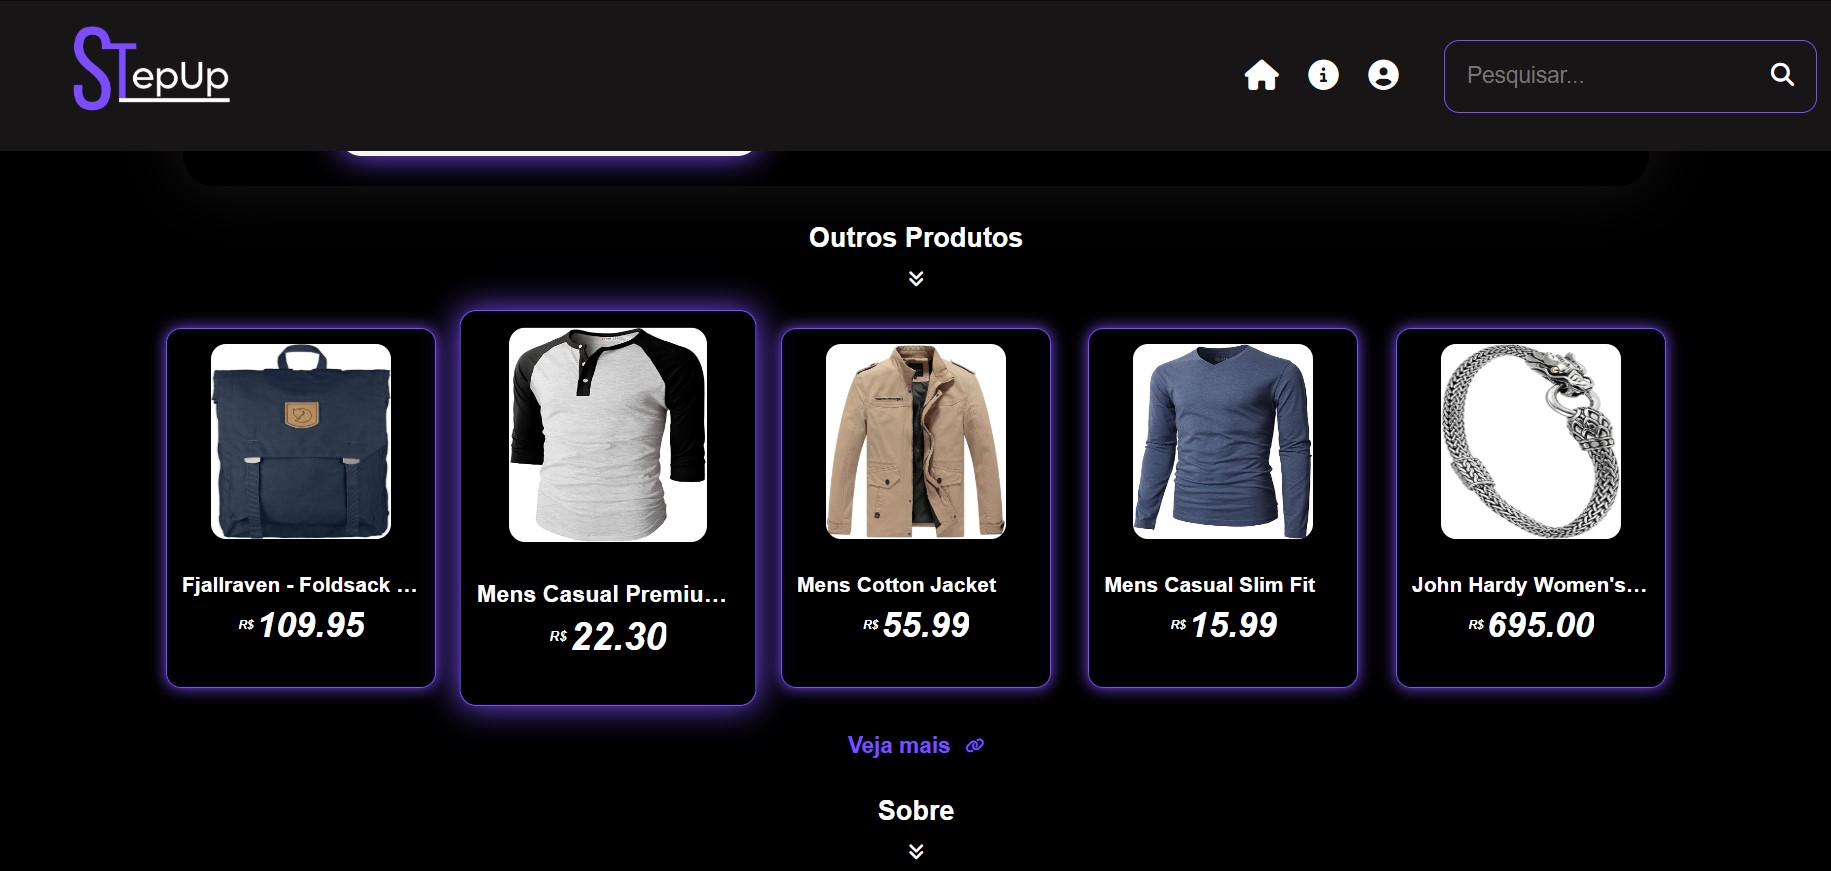 STepUp
Pesquisar...
Outros Produtos
Fjallraven - Foldsack ...
R$ 109.95
Mens Casual Premiu...
R$ 22.30
Mens Cotton Jacket
R$ 55.99
Mens Casual Slim Fit
R$ 15.99
John Hardy Women's...
R$ 695.00
Veja mais
Sobre